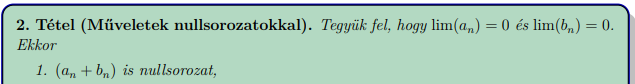 2. Tétel (Műveletek nullsorozatokkal). Tegyük fel, hogy lim(aₙ) = 0 és lim(bₙ) = 0.
Ekkor
1. (aₙ + bₙ) is nullsorozat,